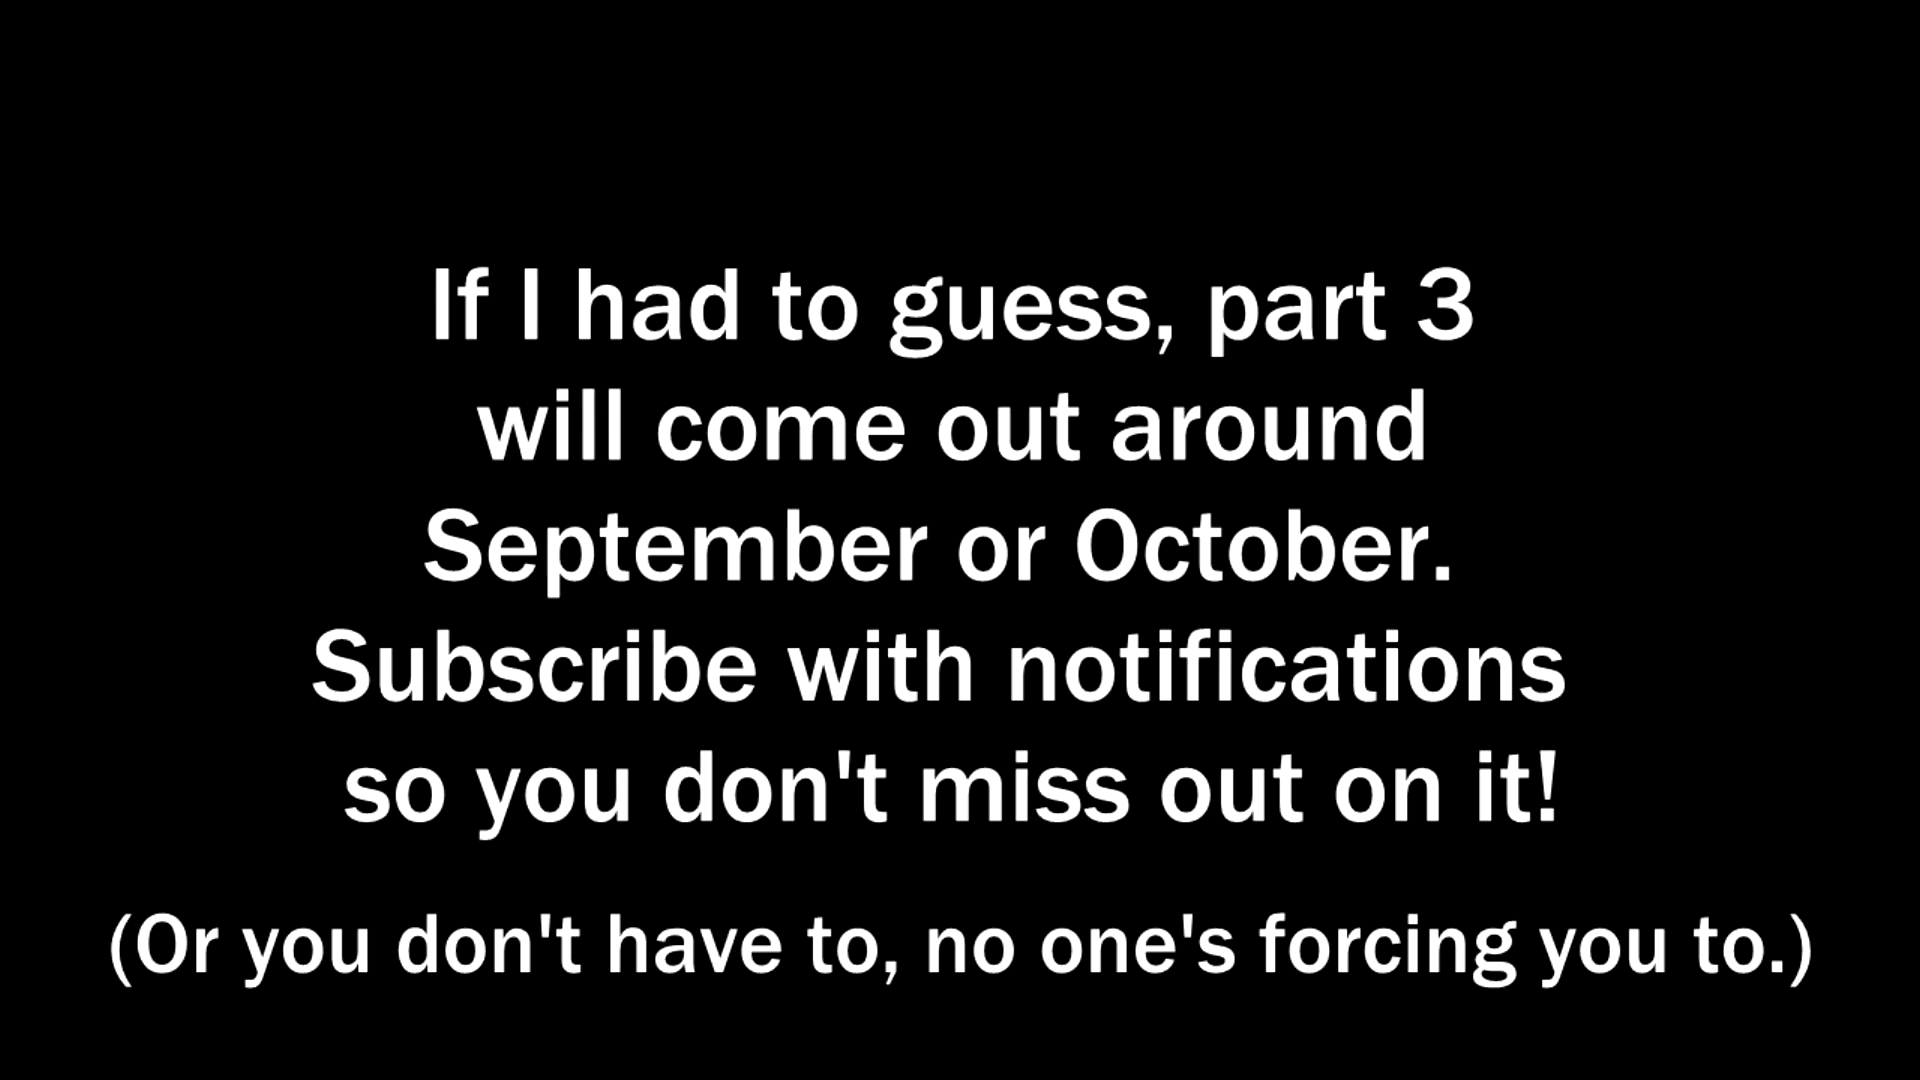 If I had to guess, part 3
will come out around
September or October.
Subscribe with notifications
so you don't miss out on it!
(Or you don't have to, no one's forcing you to.)